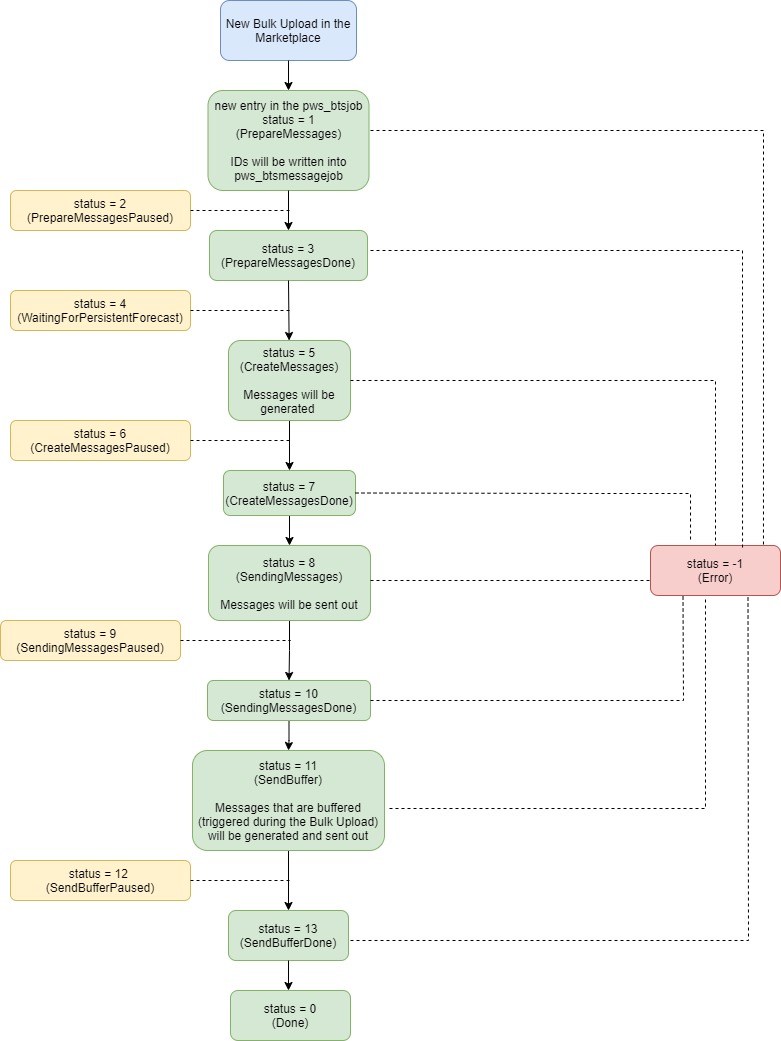 New Bulk Upload in the
Marketplace
new entry in the pws_btsjob
status = 1
(PrepareMessages)
IDs will be written into
pws_btsmessagejob
status = 2
(PrepareMessagesPaused)
status = 3
(PrepareMessagesDone)
status = 4
(WaitingForPersistentForecast)
status = 5
(CreateMessages)
Messages will be
generated
status = 6
(CreateMessagesPaused)
status = 7
(CreateMessagesDone)
status = 8
(SendingMessages)
Messages will be sent out
status = -1
(Error)
status = 9
(SendingMessagesPaused)
status = 10
(SendingMessagesDone)
status = 11
(SendBuffer)
Messages that are buffered
(triggered during the Bulk Upload)
will be generated and sent out
status = 12
(SendBufferPaused)
status = 13
(SendBufferDone)
status = 0
(Done)